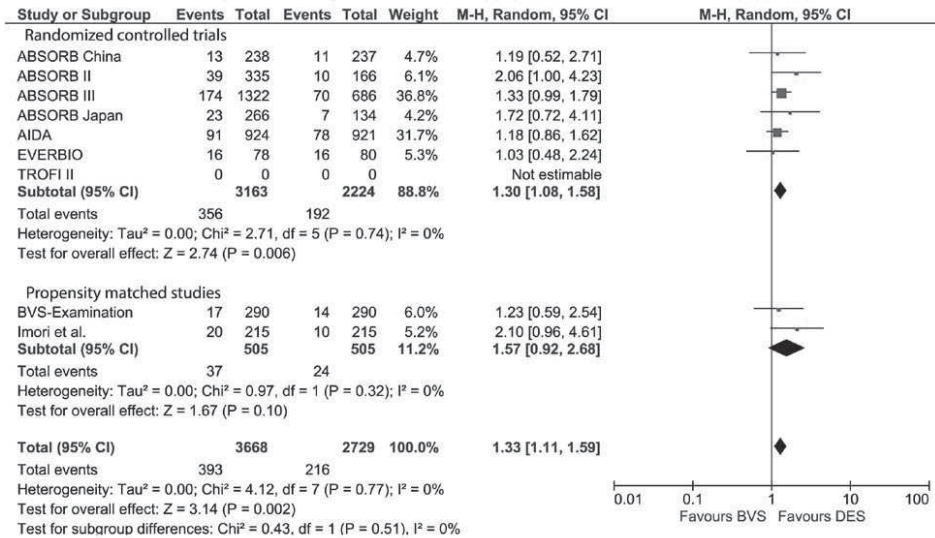 Study or Subgroup Events Total Events Total Weight M-H, Random, 95% CI M-H, Random, 95% CI
Randomized controlled trials
ABSORB China 13 238 11 237 4.7% 1.19 [0.52, 2.71]
ABSORB II 39 335 10 166 6.1% 2.06 [1.00, 4.23]
ABSORB III 174 1322 70 686 36.8% 1.33 [0.99, 1.79]
ABSORB Japan 23 266 7 134 4.2% 1.72 [0.72, 4.11]
AIDA 91 924 78 921 31.7% 1.18 [0.86, 1.62]
EVERBIO 16 78 16 80 5.3% 1.03 [0.48, 2.24]
TROFI II 0 0 0 0 Not estimable
Subtotal (95% CI) 3163 2224 88.8% 1.30 [1.08, 1.58]
Total events 356 192
Heterogeneity: Tau² = 0.00; Chi² = 2.71, df = 5 (P = 0.74); I² = 0%
Test for overall effect: Z = 2.74 (P = 0.006)
Propensity matched studies
BVS-Examination 17 290 14 290 6.0% 1.23 [0.59, 2.54]
Imori et al. 20 215 10 215 5.2% 2.10 [0.96, 4.61]
Subtotal (95% CI) 505 505 11.2% 1.57 [0.92, 2.68]
Total events 37 24
Heterogeneity: Tau² = 0.00; Chi² = 0.97, df = 1 (P = 0.32); I² = 0%
Test for overall effect: Z = 1.67 (P = 0.10)
Total (95% CI) 3668 2729 100.0% 1.33 [1.11, 1.59]
Total events 393 216
Heterogeneity: Tau² = 0.00; Chi² = 4.12, df = 7 (P = 0.77); I² = 0%
Test for overall effect: Z = 3.14 (P = 0.002)
Test for subgroup differences: Chi² = 0.43, df = 1 (P = 0.51), I² = 0%
0.01 0.1 1 10 100
Favours BVS Favours DES